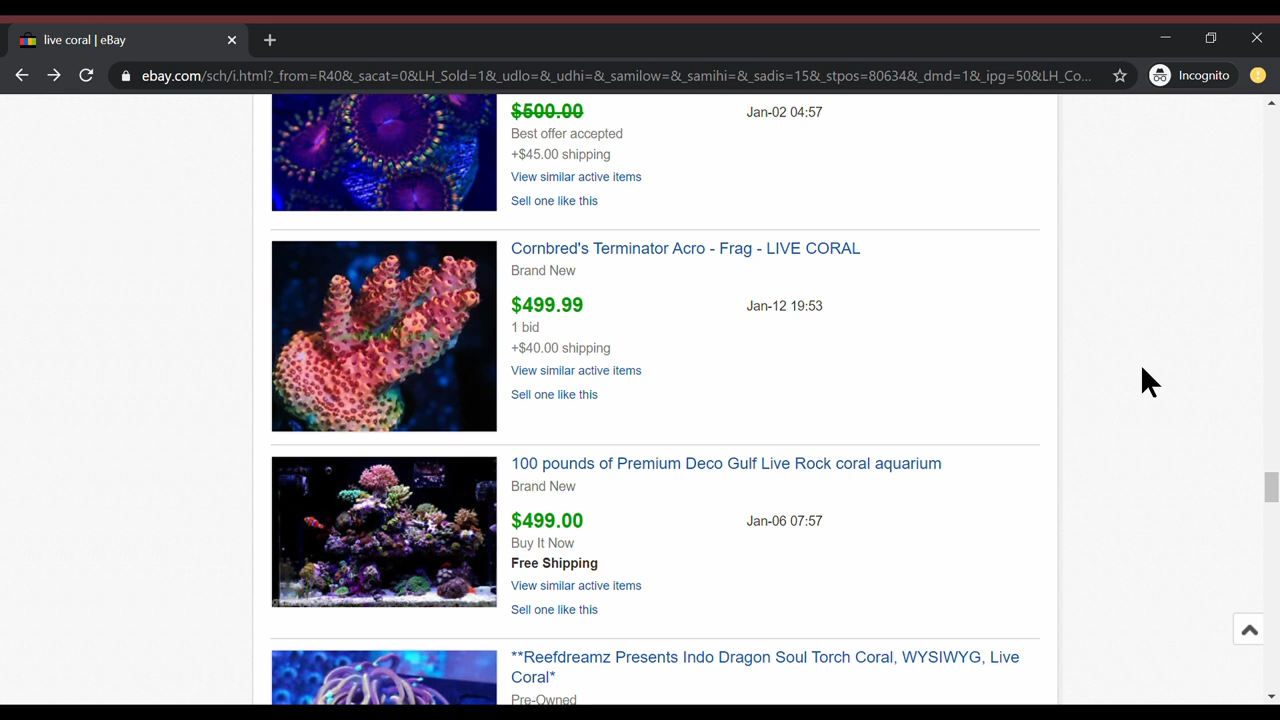 live coral | eBay
ebay.com/sch/i.html?_from=R40&_sacat=0&LH_Sold=1&_udlo=&_udhi=&_samilow=&_samihi=&_sadis=15&_stpos=80634&_dmd=1&_ipg=50&LH_Co...
Incognito
$500.00 Jan-02 04:57
Best offer accepted
+$45.00 shipping
View similar active items
Sell one like this
Cornbred's Terminator Acro - Frag - LIVE CORAL
Brand New
$499.99 Jan-12 19:53
1 bid
+$40.00 shipping
View similar active items
Sell one like this
100 pounds of Premium Deco Gulf Live Rock coral aquarium
Brand New
$499.00 Jan-06 07:57
Buy It Now
Free Shipping
View similar active items
Sell one like this
**Reefdreamz Presents Indo Dragon Soul Torch Coral, WYSIWYG, Live
Coral*
Pre-Owned